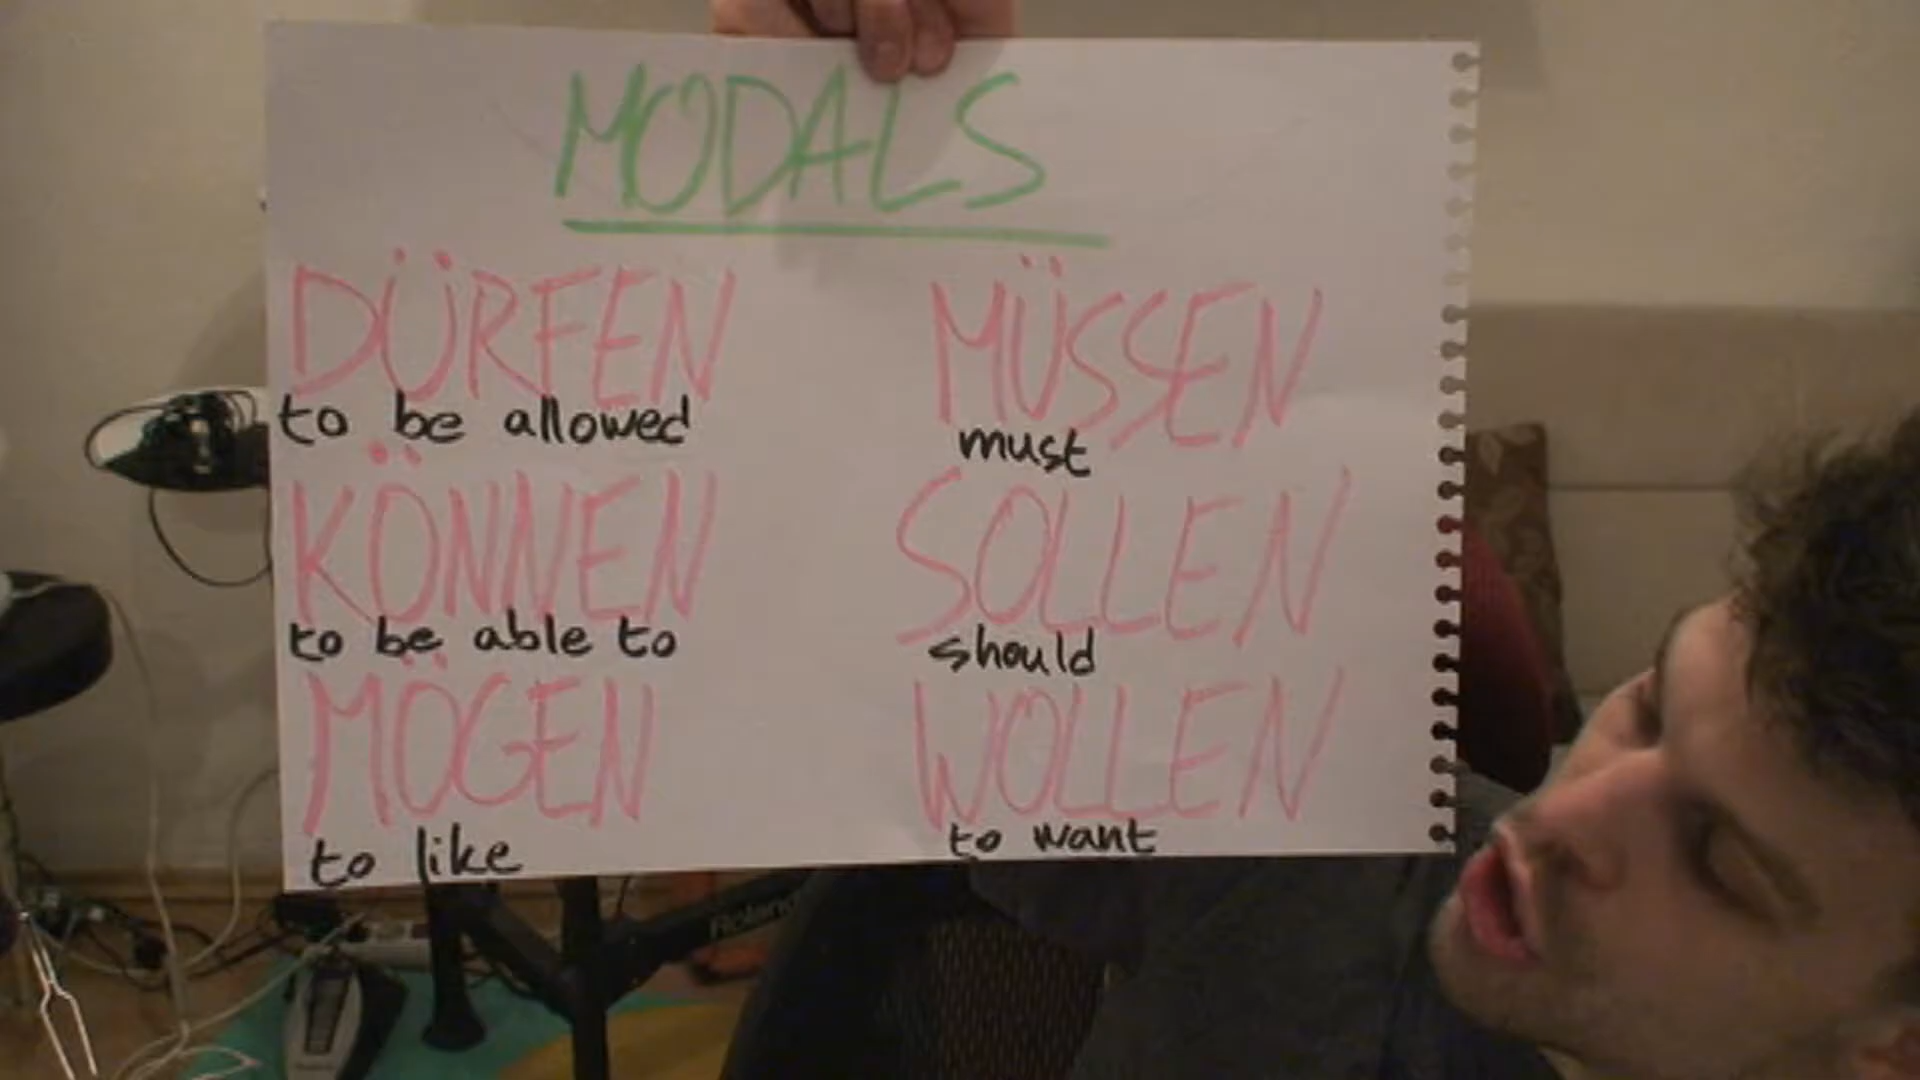 MODALS
DÜRFEN
to be allowed
KÖNNEN
to be able to
MÖGEN
to like
MÜSSEN
must
SOLLEN
should
WOLLEN
to want
Roland